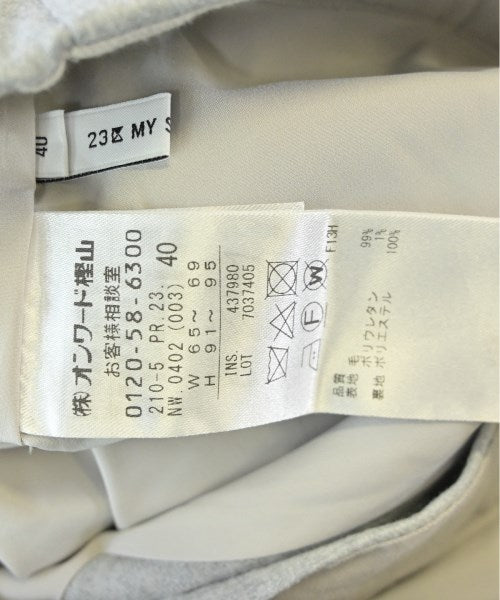 40
23区 MY S
(株)オンワード樫山
お客様相談室
0120-58-6300
210-5 PR.23. 40
NW.0402 (003)
W 65~ 69
H 91~ 95
INS 437980
LOT 7037405
F W
F13H
品質
表地 毛 99%
ポリウレタン 1%
裏地 ポリエステル 100%